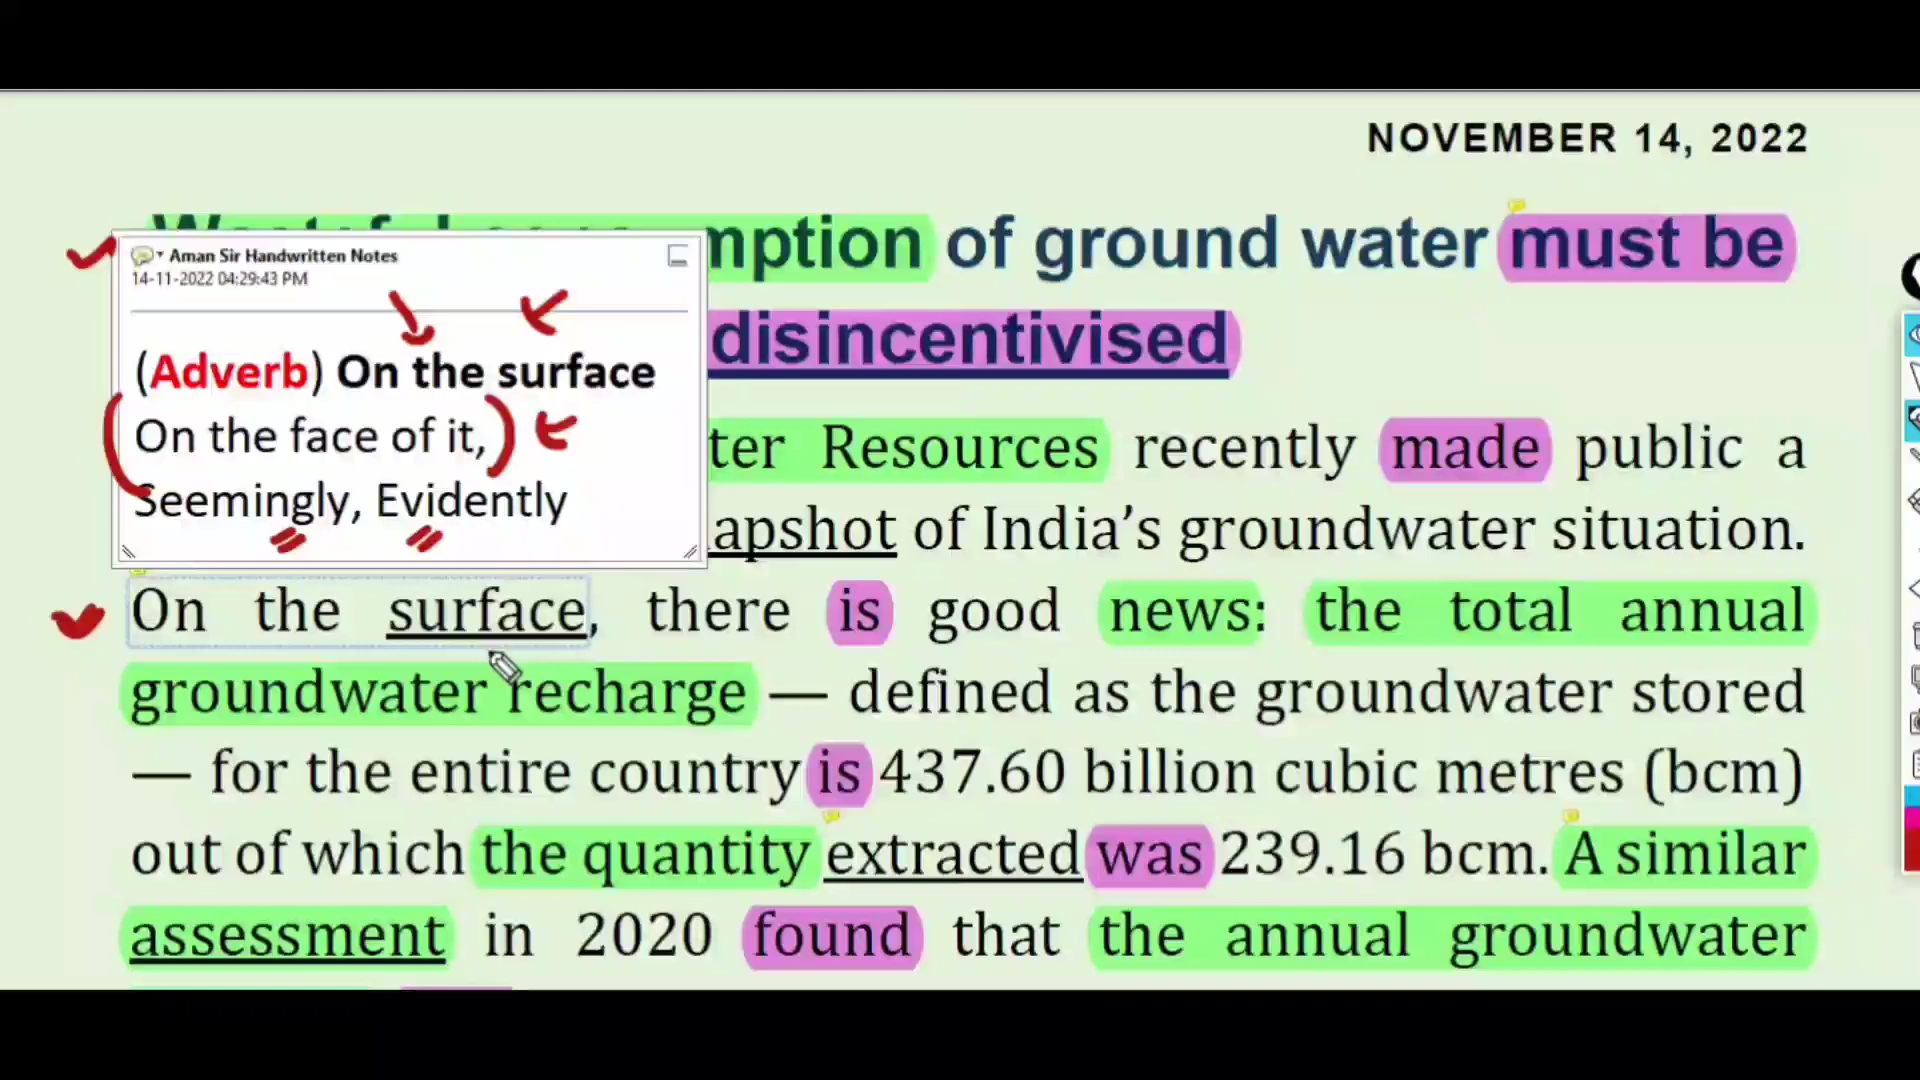 NOVEMBER 14, 2022
mption of ground water must be
disincentivised
Aman Sir Handwritten Notes
14-11-2022 04:29:43 PM
(Adverb) On the surface
On the face of it,
Seemingly, Evidently
ter Resources recently made public a
apshot of India’s groundwater situation.
On the surface, there is good news: the total annual
groundwater recharge — defined as the groundwater stored
— for the entire country is 437.60 billion cubic metres (bcm)
out of which the quantity extracted was 239.16 bcm. A similar
assessment in 2020 found that the annual groundwater